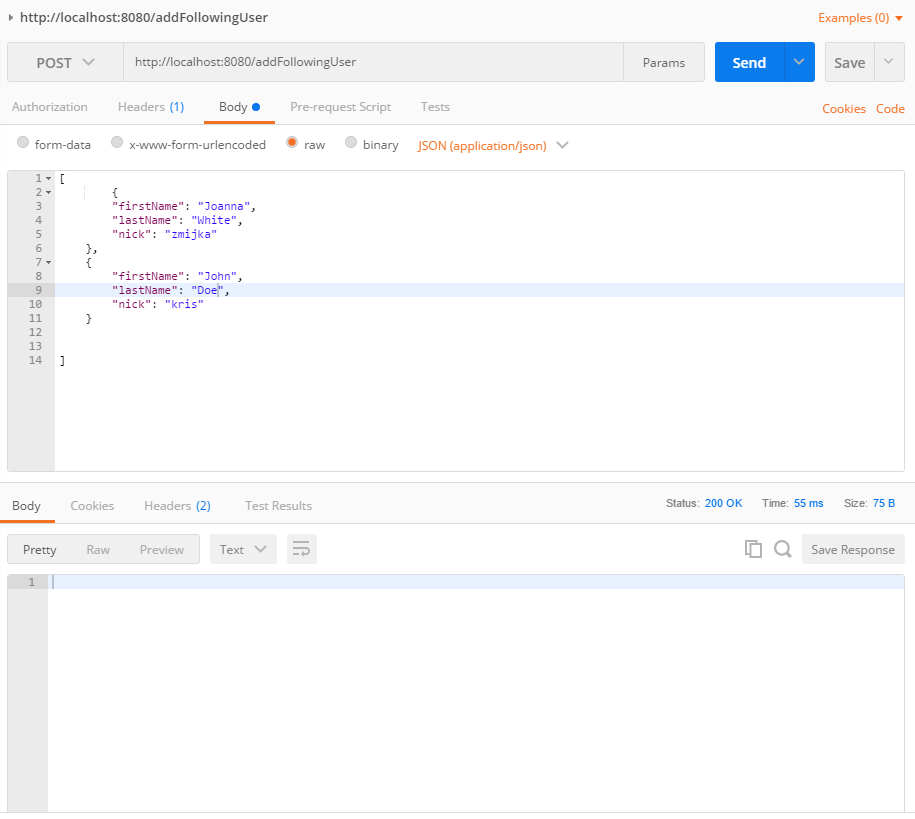 http://localhost:8080/addFollowingUser Examples (0)
POST http://localhost:8080/addFollowingUser Params Send Save
Authorization Headers (1) Body Pre-request Script Tests Cookies Code
form-data x-www-form-urlencoded raw binary JSON (application/json)
1 [
2 {
3 "firstName": "Joanna",
4 "lastName": "White",
5 "nick": "zmijka"
6 },
7 {
8 "firstName": "John",
9 "lastName": "Doe",
10 "nick": "kris"
11 }
12
13
14 ]
Body Cookies Headers (2) Test Results Status: 200 OK Time: 55 ms Size: 75 B
Pretty Raw Preview Text Save Response
1